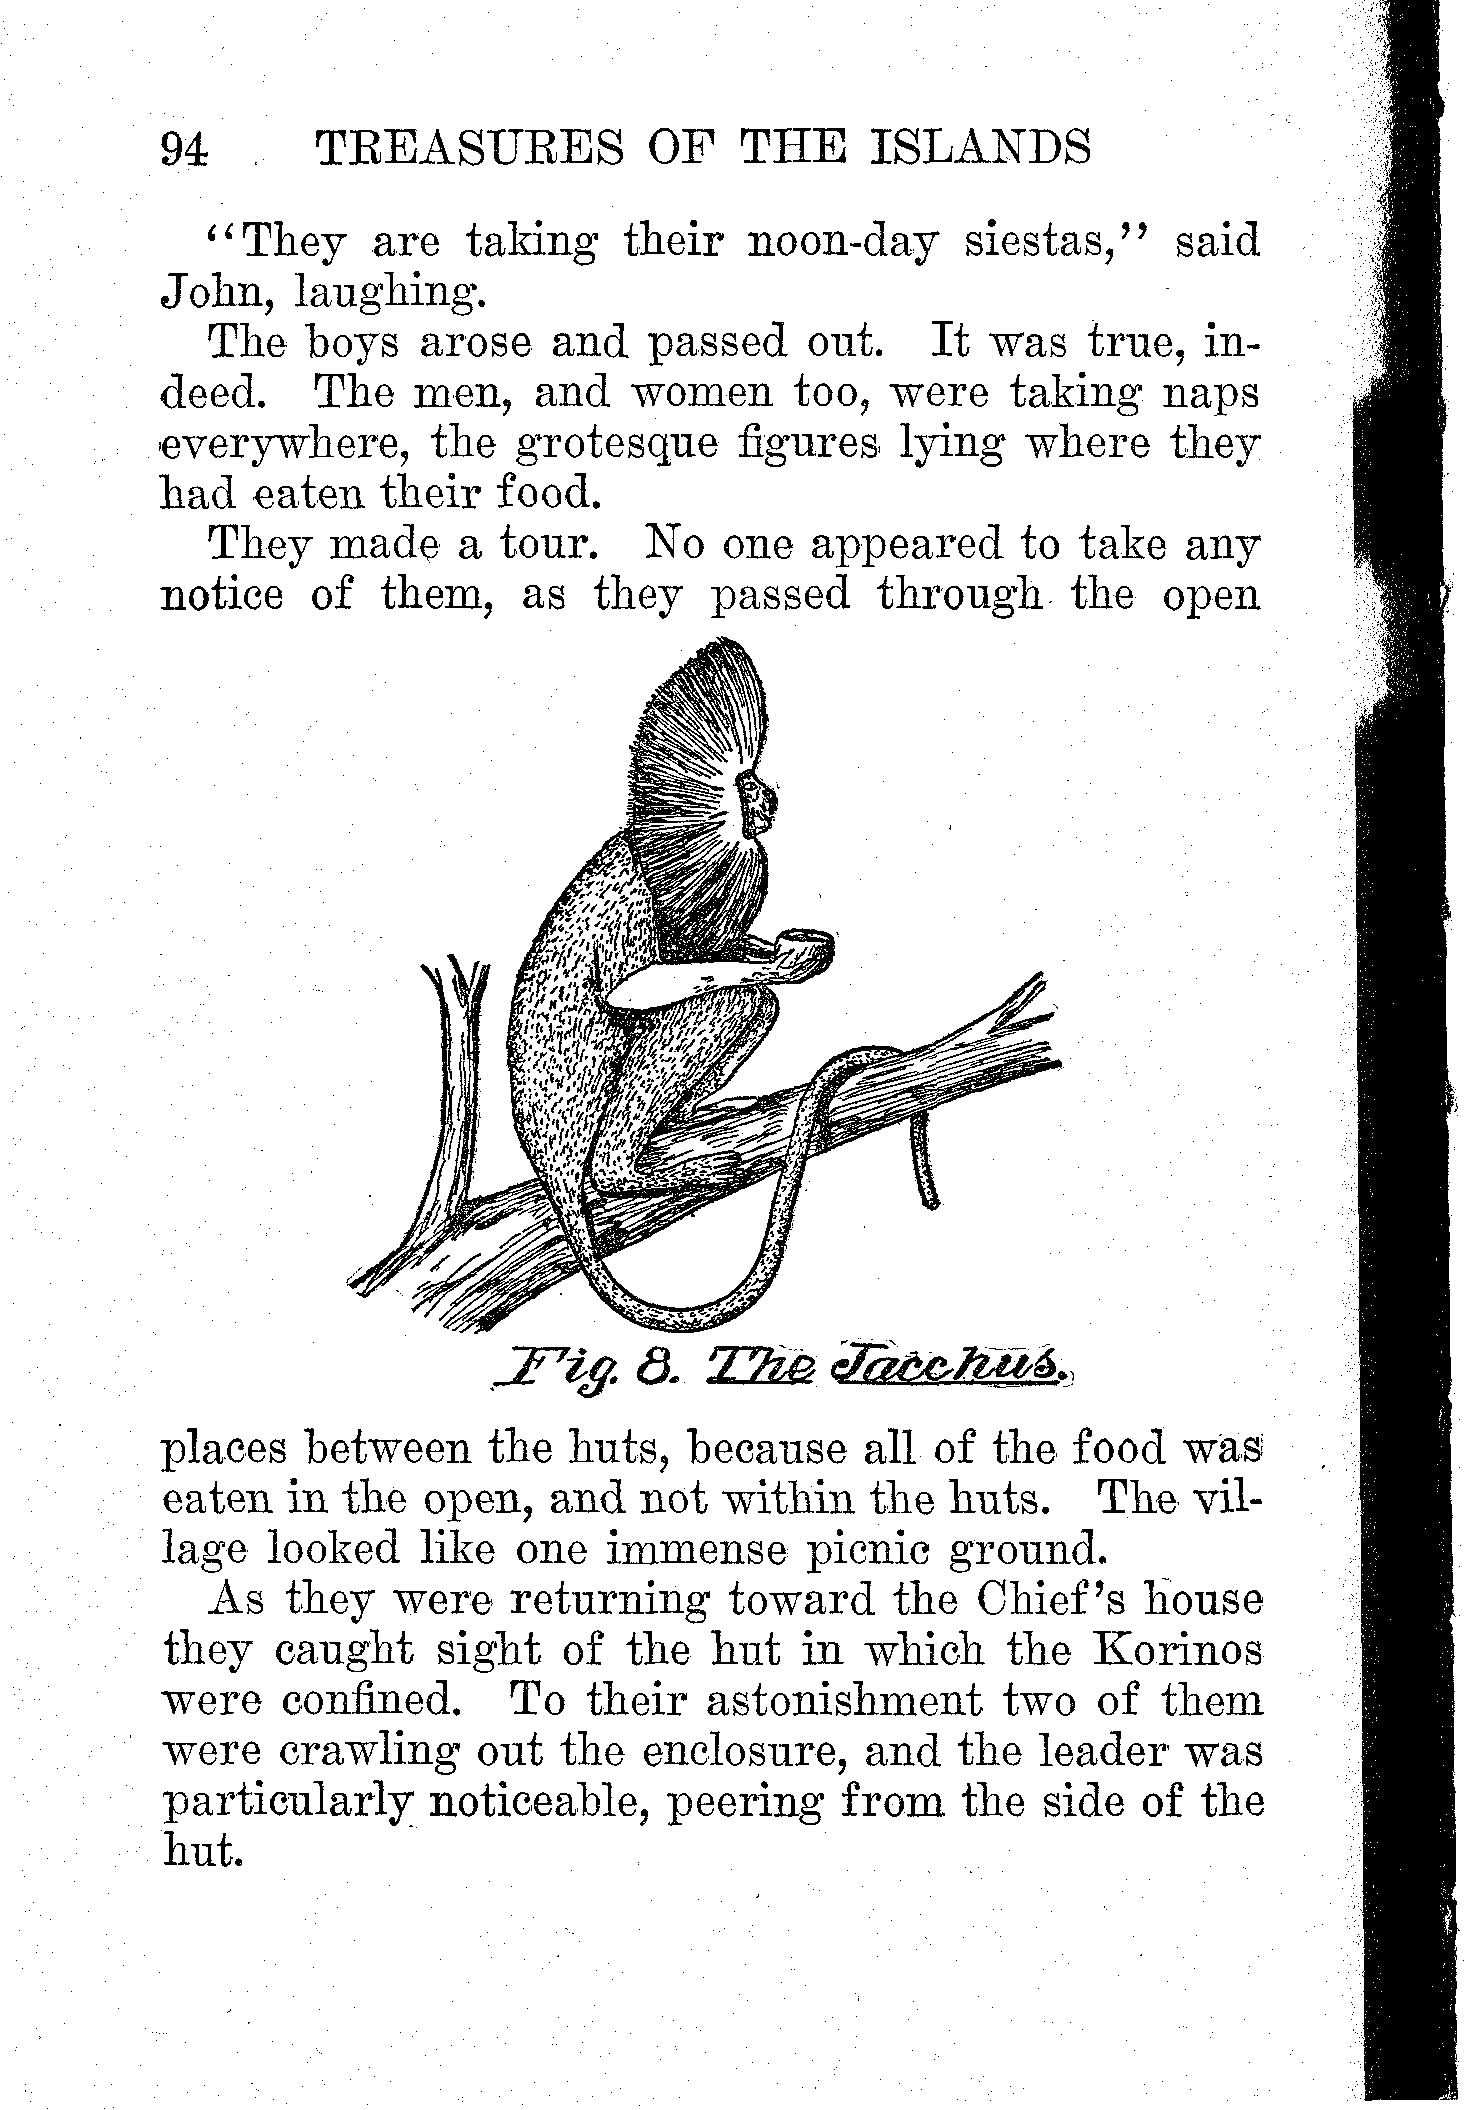 94 TREASURES OF THE ISLANDS
“They are taking their noon-day siestas,” said
John, laughing.
The boys arose and passed out. It was true, in-
deed. The men, and women too, were taking naps
everywhere, the grotesque figures lying where they
had eaten their food.
They made a tour. No one appeared to take any
notice of them, as they passed through the open
Fig. 8. The Jacchus.
places between the huts, because all of the food was
eaten in the open, and not within the huts. The vil-
lage looked like one immense picnic ground.
As they were returning toward the Chief’s house
they caught sight of the hut in which the Korinos
were confined. To their astonishment two of them
were crawling out the enclosure, and the leader was
particularly noticeable, peering from the side of the
hut.